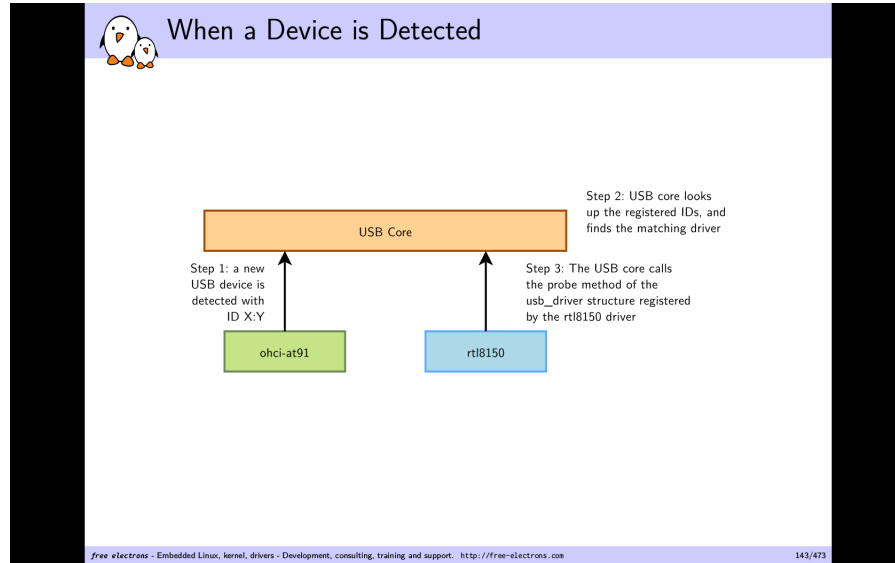 When a Device is Detected
Step 2: USB core looks
up the registered IDs, and
finds the matching driver
USB Core
Step 1: a new
USB device is
detected with
ID X:Y
Step 3: The USB core calls
the probe method of the
usb_driver structure registered
by the rtl8150 driver
ohci-at91
rtl8150
free electrons - Embedded Linux, kernel, drivers - Development, consulting, training and support. http://free-electrons.com 143/473